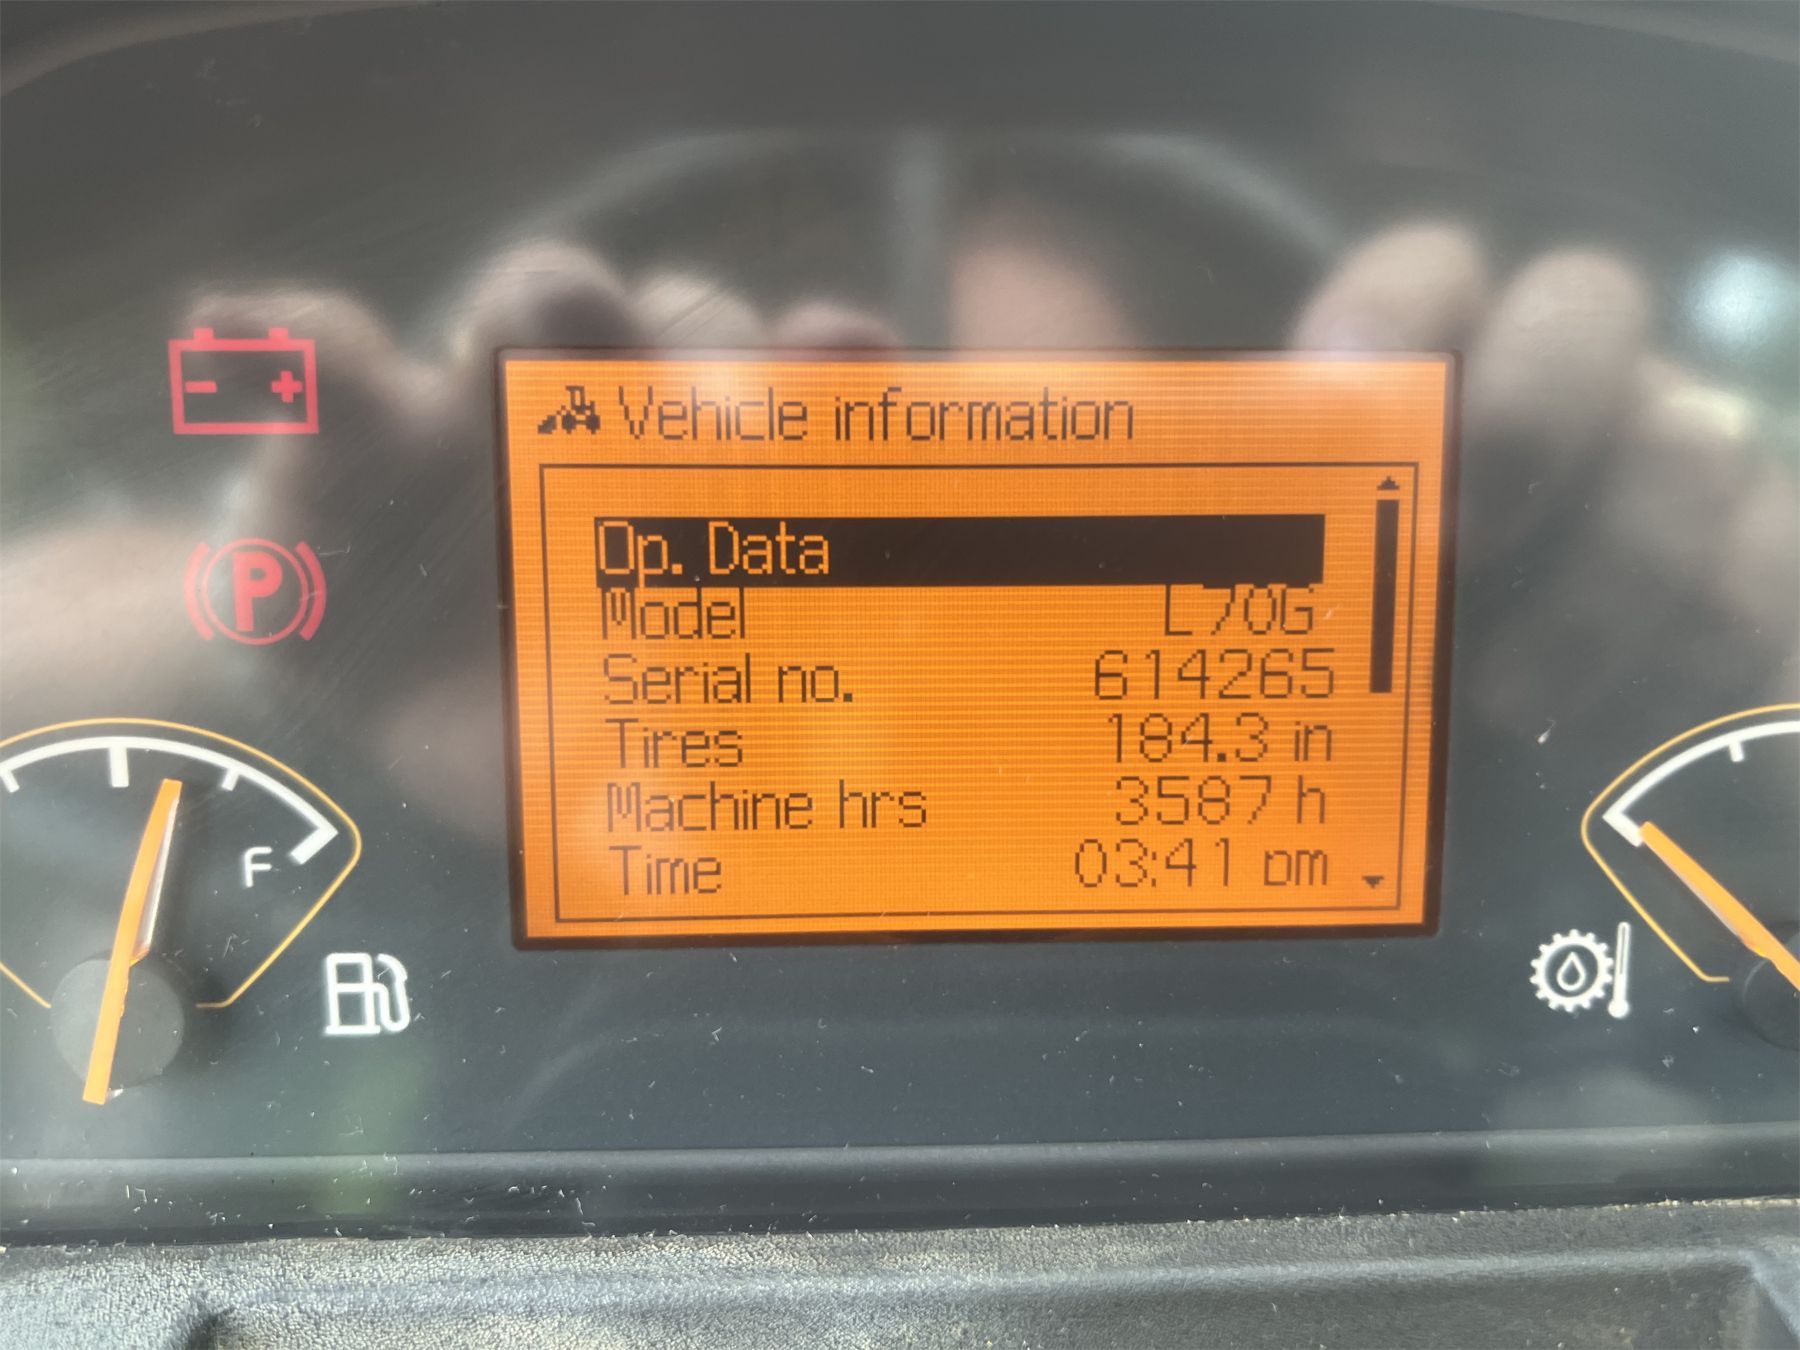 Vehicle information
Op. Data
Model L70G
Serial no. 614265
Tires 184.3 in
Machine hrs 3587 h
Time 03:41 pm
- +
P
F